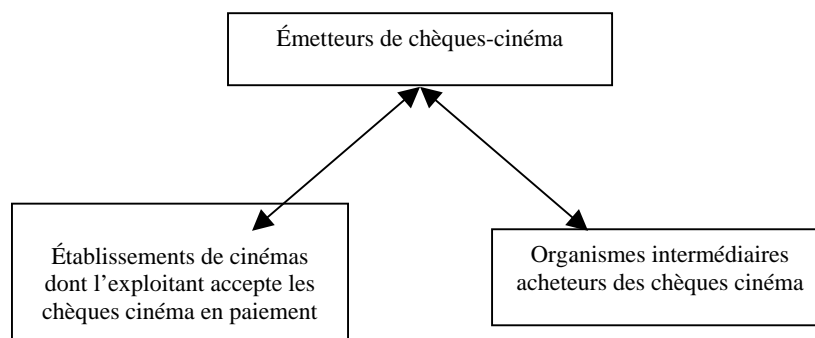 Émetteurs de chèques-cinéma
Établissements de cinémas
dont l’exploitant accepte les
chèques cinéma en paiement
Organismes intermédiaires
acheteurs des chèques cinéma